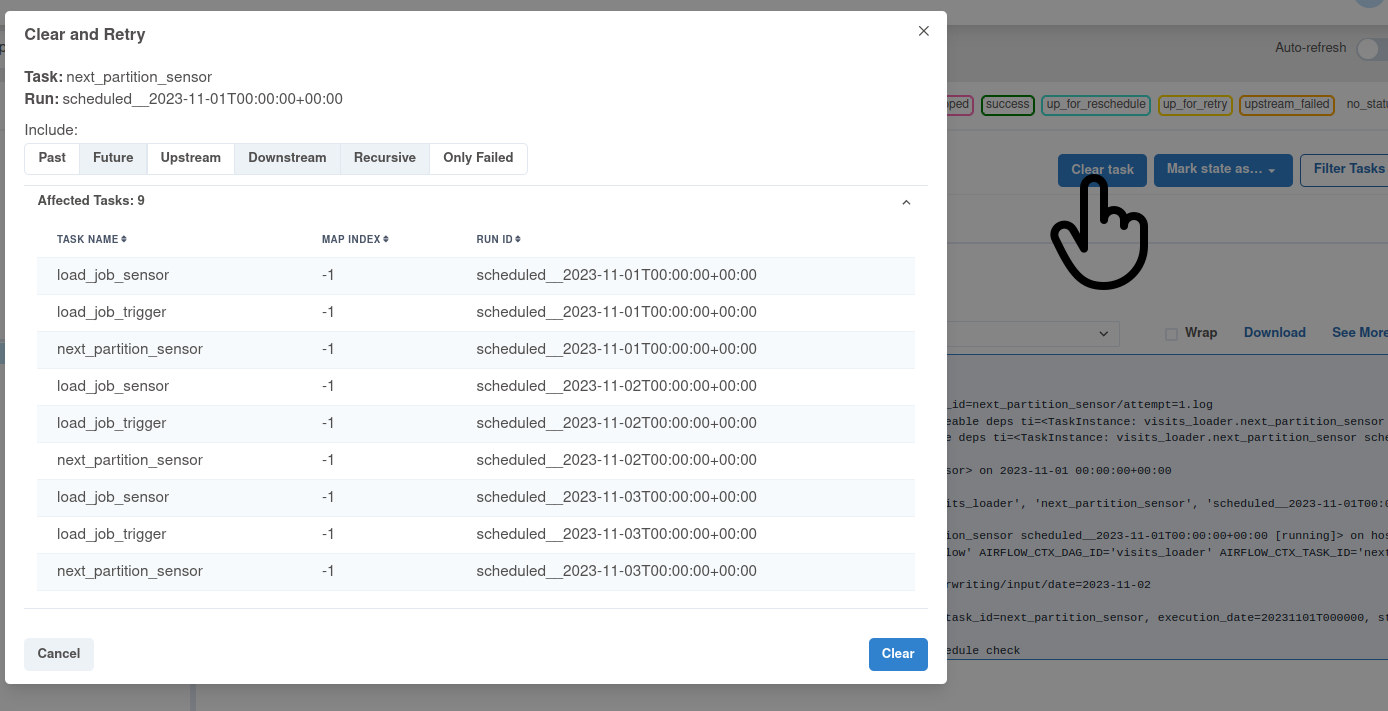 Clear and Retry
Auto-refresh
Task: next_partition_sensor
Run: scheduled__2023-11-01T00:00:00+00:00
success up_for_reschedule up_for_retry upstream_failed
Include:
Past Future Upstream Downstream Recursive Only Failed
Clear task Mark state as... Filter Tasks
Affected Tasks: 9
TASK NAME MAP INDEX RUN ID
load_job_sensor -1 scheduled__2023-11-01T00:00:00+00:00
load_job_trigger -1 scheduled__2023-11-01T00:00:00+00:00
next_partition_sensor -1 scheduled__2023-11-01T00:00:00+00:00
load_job_sensor -1 scheduled__2023-11-02T00:00:00+00:00
load_job_trigger -1 scheduled__2023-11-02T00:00:00+00:00
next_partition_sensor -1 scheduled__2023-11-02T00:00:00+00:00
load_job_sensor -1 scheduled__2023-11-03T00:00:00+00:00
load_job_trigger -1 scheduled__2023-11-03T00:00:00+00:00
next_partition_sensor -1 scheduled__2023-11-03T00:00:00+00:00
Cancel Clear
Wrap Download See More
_id=next_partition_sensor/attempt=1.log
eable deps ti=<TaskInstance: visits_loader.next_partition_sensor
e deps ti=<TaskInstance: visits_loader.next_partition_sensor sche
sor> on 2023-11-01 00:00:00+00:00
its_loader', 'next_partition_sensor', 'scheduled__2023-11-01T00:0
on_sensor scheduled__2023-11-01T00:00:00+00:00 [running]> on hos
low' AIRFLOW_CTX_DAG_ID='visits_loader' AIRFLOW_CTX_TASK_ID='next
rwriting/input/date=2023-11-02
task_id=next_partition_sensor, execution_date=20231101T000000, st
edule check